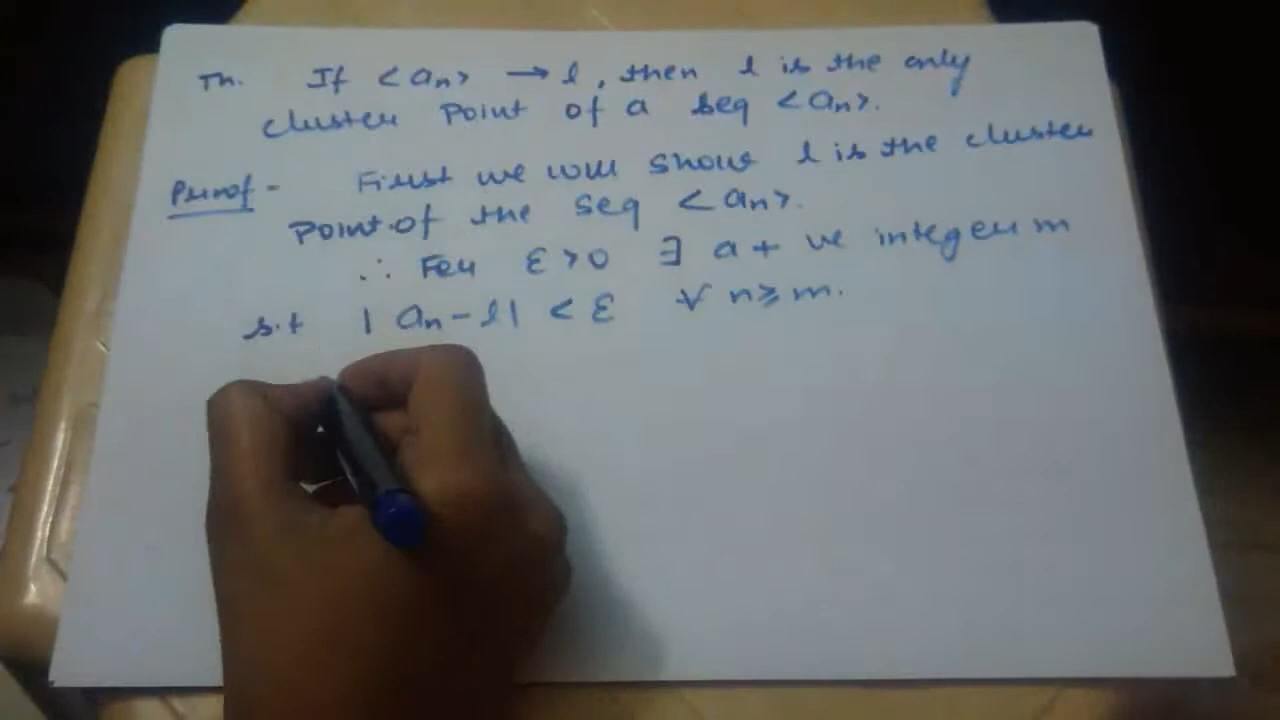 Th. If <an> → l, then l is the only
cluster Point of a seq <an>.
Proof - First we will show l is the cluster
Point of the seq <an>.
∴ For ε > 0 ∃ a + ve integer m
s.t |an - l| < ε ∀ n ≥ m.